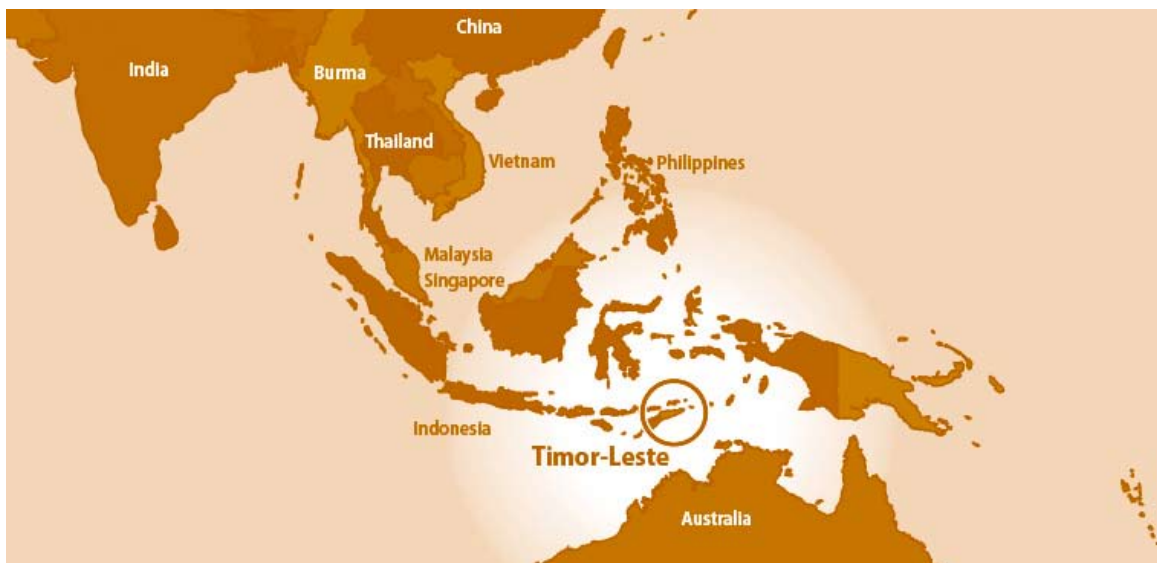 China
India
Burma
Thailand
Vietnam
Philippines
Malaysia
Singapore
Indonesia
Timor-Leste
Australia